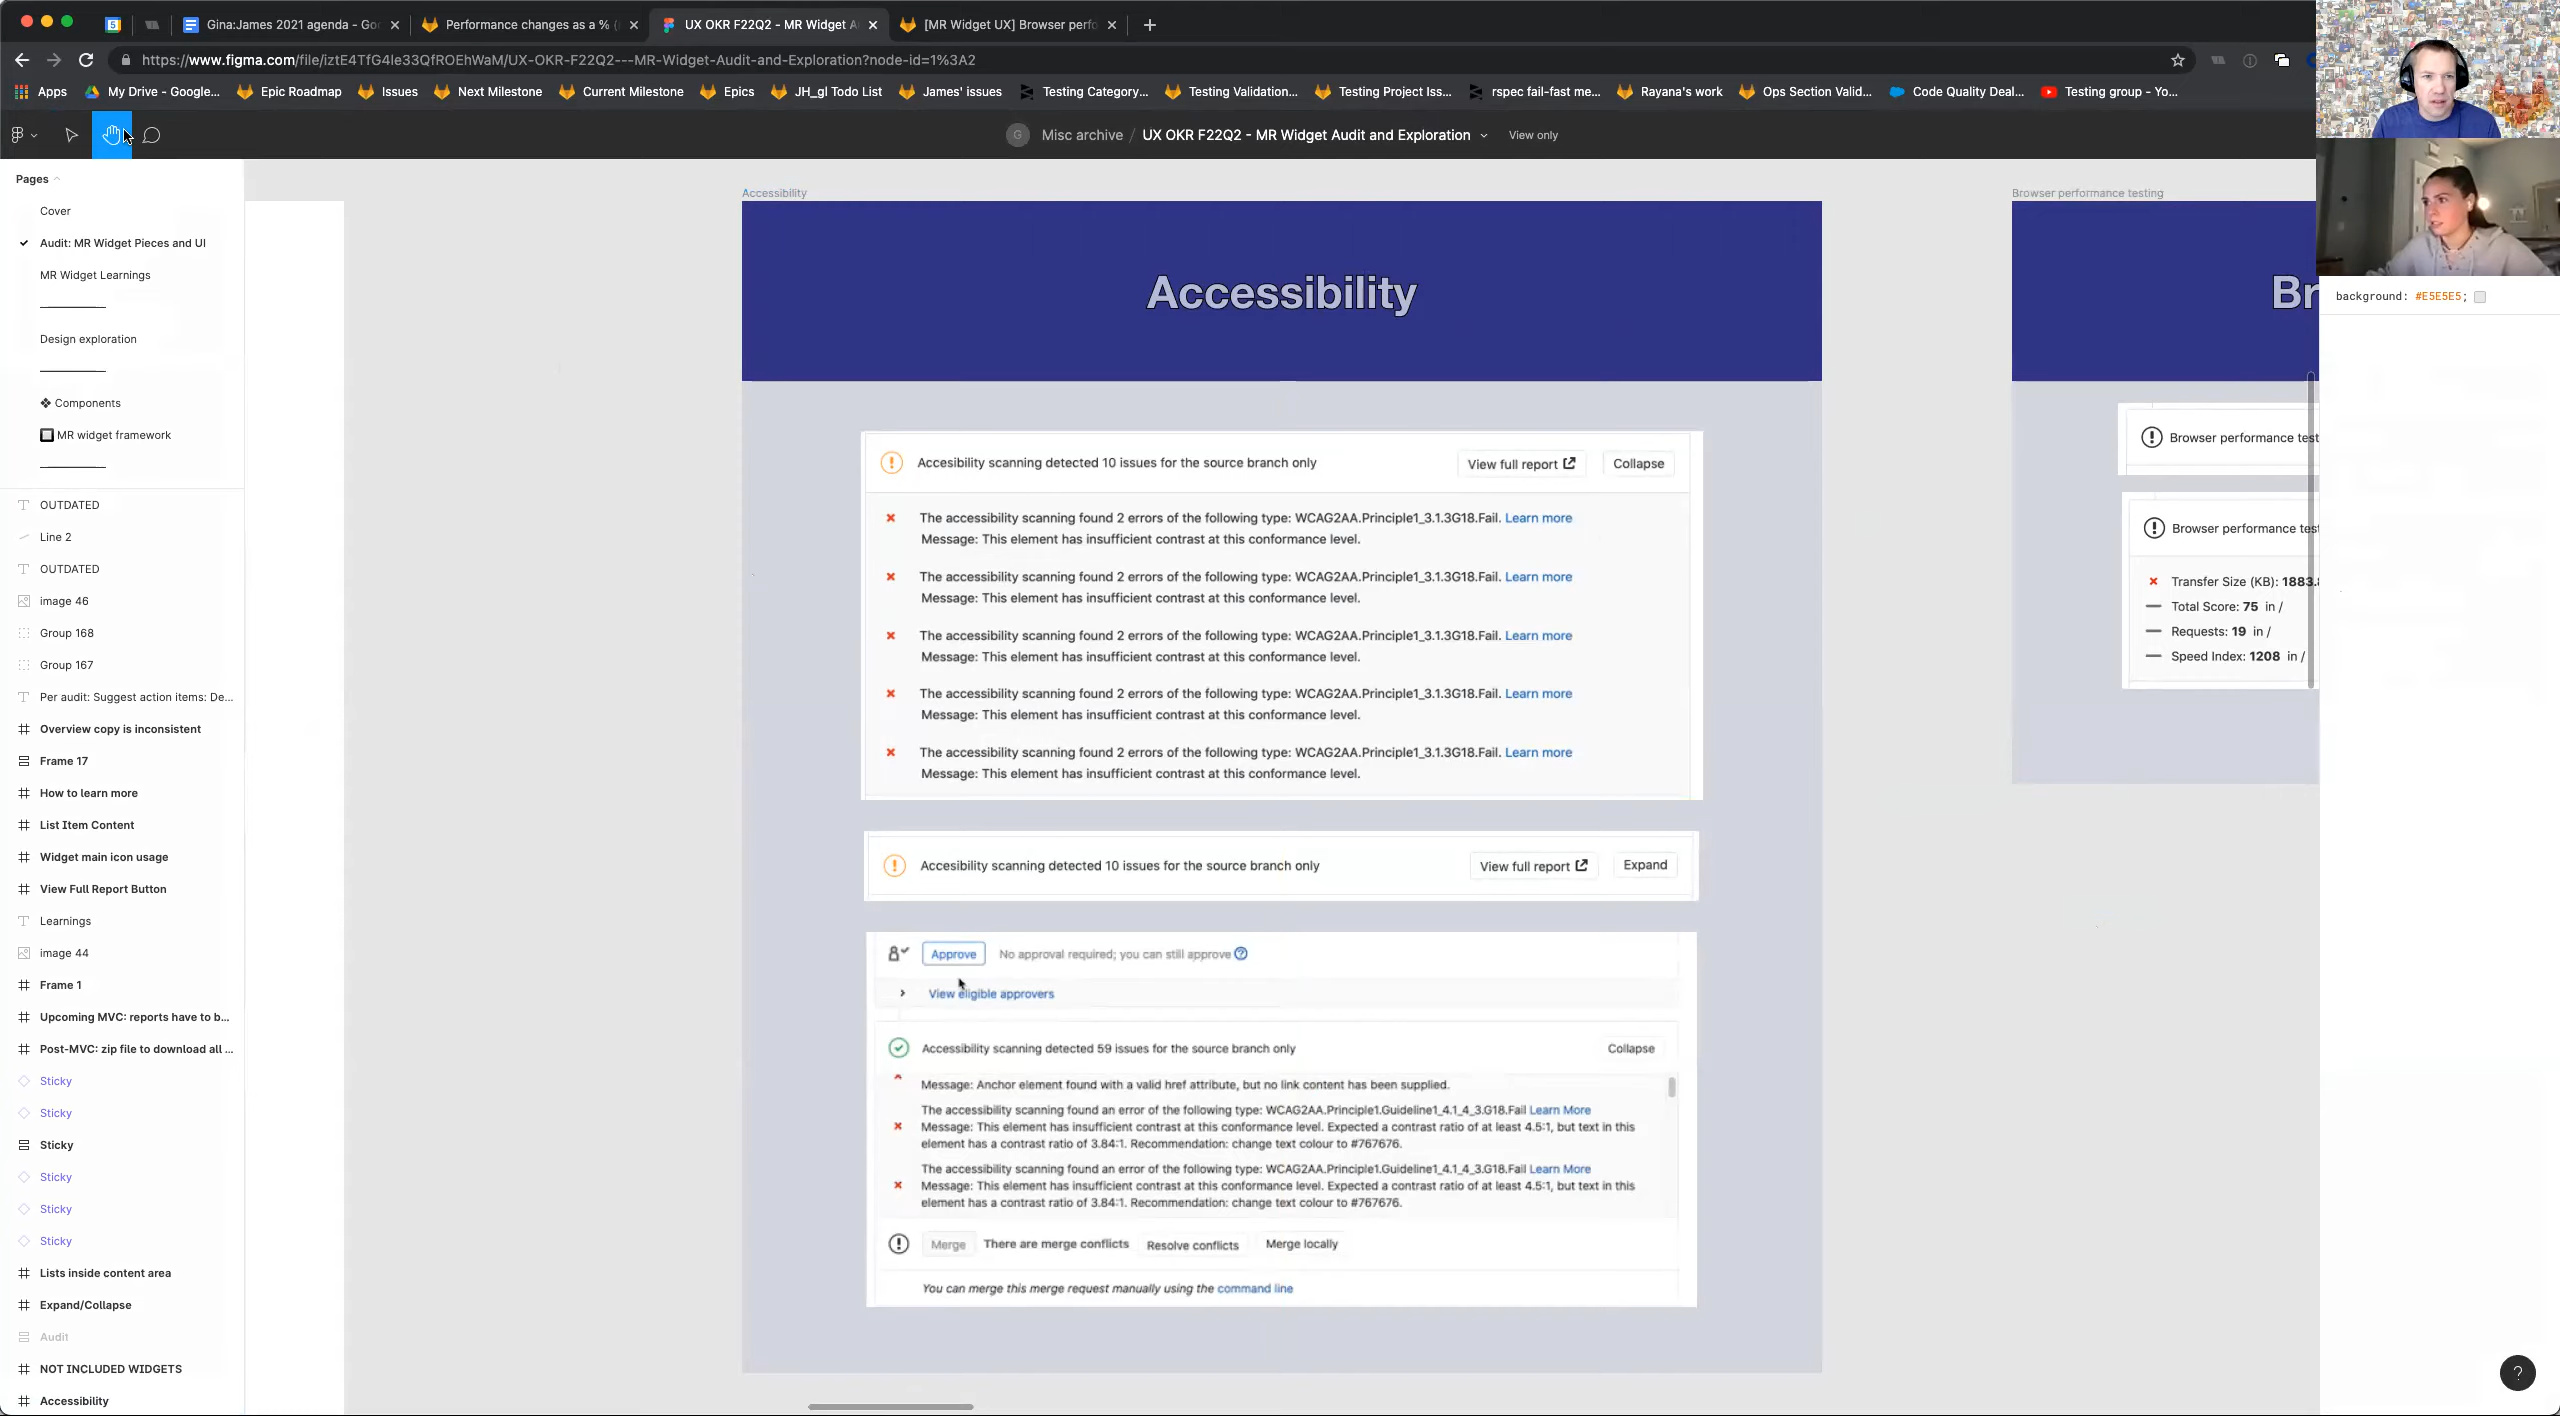 Gina:James 2021 agenda - Go
Performance changes as a % (
UX OKR F22Q2 - MR Widget A
[MR Widget UX] Browser perfo
https://www.figma.com/file/iztE4TfG4le33QfROEhWaM/UX-OKR-F22Q2---MR-Widget-Audit-and-Exploration?node-id=1%3A2
Apps
My Drive - Google...
Epic Roadmap
Issues
Next Milestone
Current Milestone
Epics
JH_gl Todo List
James' issues
Testing Category...
Testing Validation...
Testing Project Iss...
rspec fail-fast me...
Rayana's work
Ops Section Valid...
Code Quality Deal...
Testing group - Yo...
G
Misc archive / UX OKR F22Q2 - MR Widget Audit and Exploration
View only
Pages
Cover
Audit: MR Widget Pieces and UI
MR Widget Learnings
Design exploration
Components
MR widget framework
OUTDATED
Line 2
OUTDATED
image 46
Group 168
Group 167
Per audit: Suggest action items: De...
Overview copy is inconsistent
Frame 17
How to learn more
List Item Content
Widget main icon usage
View Full Report Button
Learnings
image 44
Frame 1
Upcoming MVC: reports have to b...
Post-MVC: zip file to download all ...
Sticky
Sticky
Sticky
Sticky
Sticky
Sticky
Lists inside content area
Expand/Collapse
Audit
NOT INCLUDED WIDGETS
Accessibility
Accessibility
Accessibility
Accesibility scanning detected 10 issues for the source branch only
View full report
Collapse
The accessibility scanning found 2 errors of the following type: WCAG2AA.Principle1_3.1.3G18.Fail. Learn more
Message: This element has insufficient contrast at this conformance level.
The accessibility scanning found 2 errors of the following type: WCAG2AA.Principle1_3.1.3G18.Fail. Learn more
Message: This element has insufficient contrast at this conformance level.
The accessibility scanning found 2 errors of the following type: WCAG2AA.Principle1_3.1.3G18.Fail. Learn more
Message: This element has insufficient contrast at this conformance level.
The accessibility scanning found 2 errors of the following type: WCAG2AA.Principle1_3.1.3G18.Fail. Learn more
Message: This element has insufficient contrast at this conformance level.
The accessibility scanning found 2 errors of the following type: WCAG2AA.Principle1_3.1.3G18.Fail. Learn more
Message: This element has insufficient contrast at this conformance level.
Accesibility scanning detected 10 issues for the source branch only
View full report
Expand
Approve
No approval required; you can still approve
View eligible approvers
Accessibility scanning detected 59 issues for the source branch only
Collapse
Message: Anchor element found with a valid href attribute, but no link content has been supplied.
The accessibility scanning found an error of the following type: WCAG2AA.Principle1.Guideline1_4.1_4_3.G18.Fail Learn More
Message: This element has insufficient contrast at this conformance level. Expected a contrast ratio of at least 4.5:1, but text in this
element has a contrast ratio of 3.84:1. Recommendation: change text colour to #767676.
The accessibility scanning found an error of the following type: WCAG2AA.Principle1.Guideline1_4.1_4_3.G18.Fail Learn More
Message: This element has insufficient contrast at this conformance level. Expected a contrast ratio of at least 4.5:1, but text in this
element has a contrast ratio of 3.84:1. Recommendation: change text colour to #767676.
Merge
There are merge conflicts
Resolve conflicts
Merge locally
You can merge this merge request manually using the command line
Browser performance testing
Br
Browser performance test
Browser performance tes
Transfer Size (KB): 1883.
Total Score: 75 in /
Requests: 19 in /
Speed Index: 1208 in /
background: #E5E5E5;
?